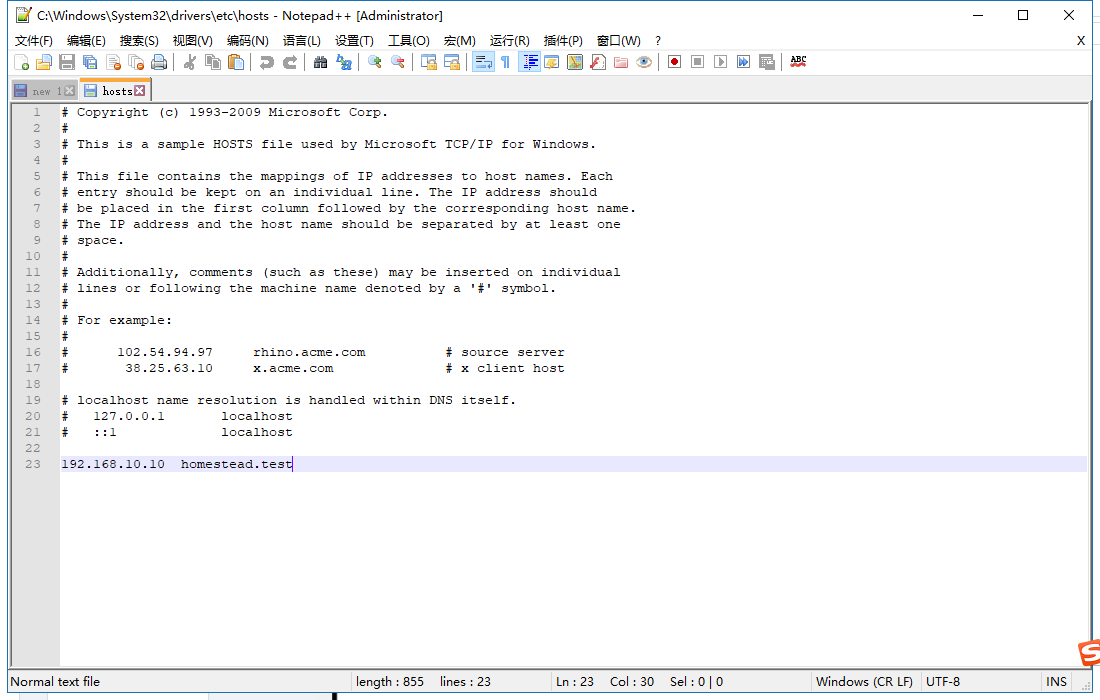 C:\Windows\System32\drivers\etc\hosts - Notepad++ [Administrator]
文件(F) 编辑(E) 搜索(S) 视图(V) 编码(N) 语言(L) 设置(T) 工具(O) 宏(M) 运行(R) 插件(P) 窗口(W) ? X
ABC
new 1 hosts
1 # Copyright (c) 1993-2009 Microsoft Corp.
2 #
3 # This is a sample HOSTS file used by Microsoft TCP/IP for Windows.
4 #
5 # This file contains the mappings of IP addresses to host names. Each
6 # entry should be kept on an individual line. The IP address should
7 # be placed in the first column followed by the corresponding host name.
8 # The IP address and the host name should be separated by at least one
9 # space.
10 #
11 # Additionally, comments (such as these) may be inserted on individual
12 # lines or following the machine name denoted by a '#' symbol.
13 #
14 # For example:
15 #
16 #      102.54.94.97     rhino.acme.com          # source server
17 #       38.25.63.10     x.acme.com              # x client host
18
19 # localhost name resolution is handled within DNS itself.
20 #   127.0.0.1       localhost
21 #   ::1             localhost
22
23 192.168.10.10  homestead.test
Normal text file length : 855 lines : 23 Ln : 23 Col : 30 Sel : 0 | 0 Windows (CR LF) UTF-8 INS